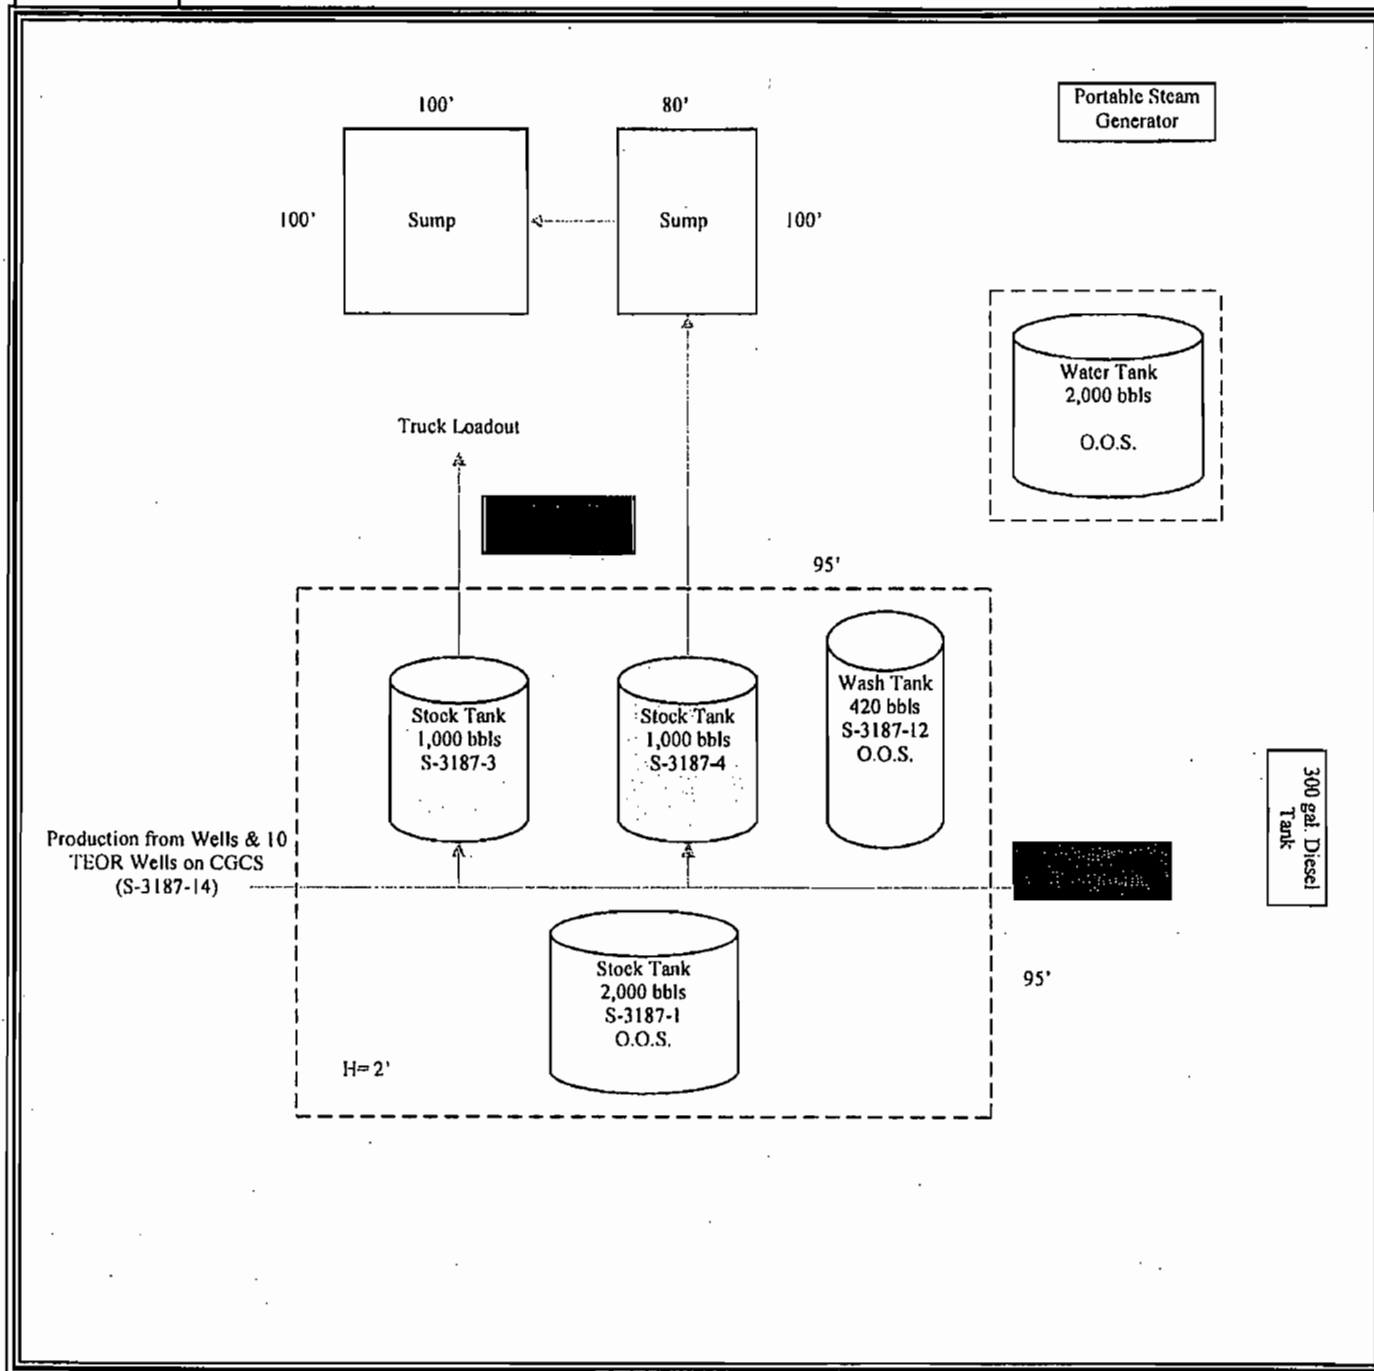 100'
80'
Portable Steam
Generator
100'
Sump
Sump
100'
Water Tank
2,000 bbls
O.O.S.
Truck Loadout
95'
Wash Tank
420 bbls
S-3187-12
O.O.S.
Stock Tank
1,000 bbls
S-3187-3
Stock Tank
1,000 bbls
S-3187-4
300 gal. Diesel
Tank
Production from Wells & 10
TEOR Wells on CGCS
(S-3187-14)
Stock Tank
2,000 bbls
S-3187-1
O.O.S.
95'
H= 2'